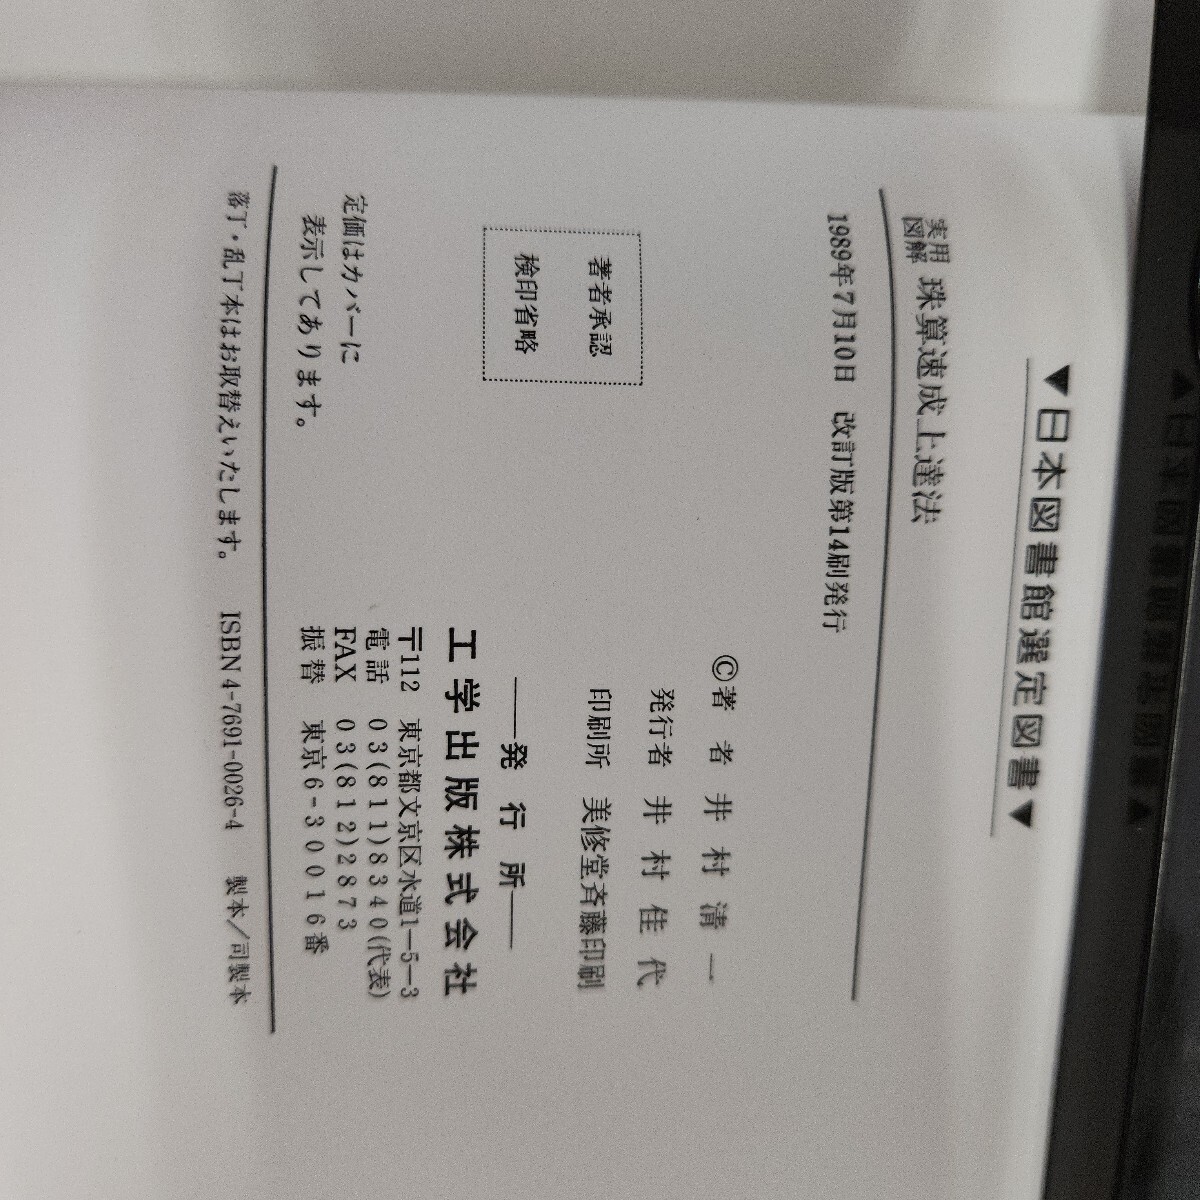 ▼日本図書館選定図書▼
実用
図解 珠算速成上達法
1989年7月10日 改訂版第14刷発行
©著 者 井 村 清 一
発行者 井 村 佳 代
印刷所 美修堂斉藤印刷
著者承認
検印省略
――発 行 所――
工学出版株式会社
〒112 東京都文京区水道1―5―3
電話 03(811)8340(代表)
FAX 03(812)2873
振替 東京6-30016番
定価はカバーに
表示してあります。
落丁・乱丁本はお取替えいたします。 ISBN 4-7691-0026-4 製本/司製本